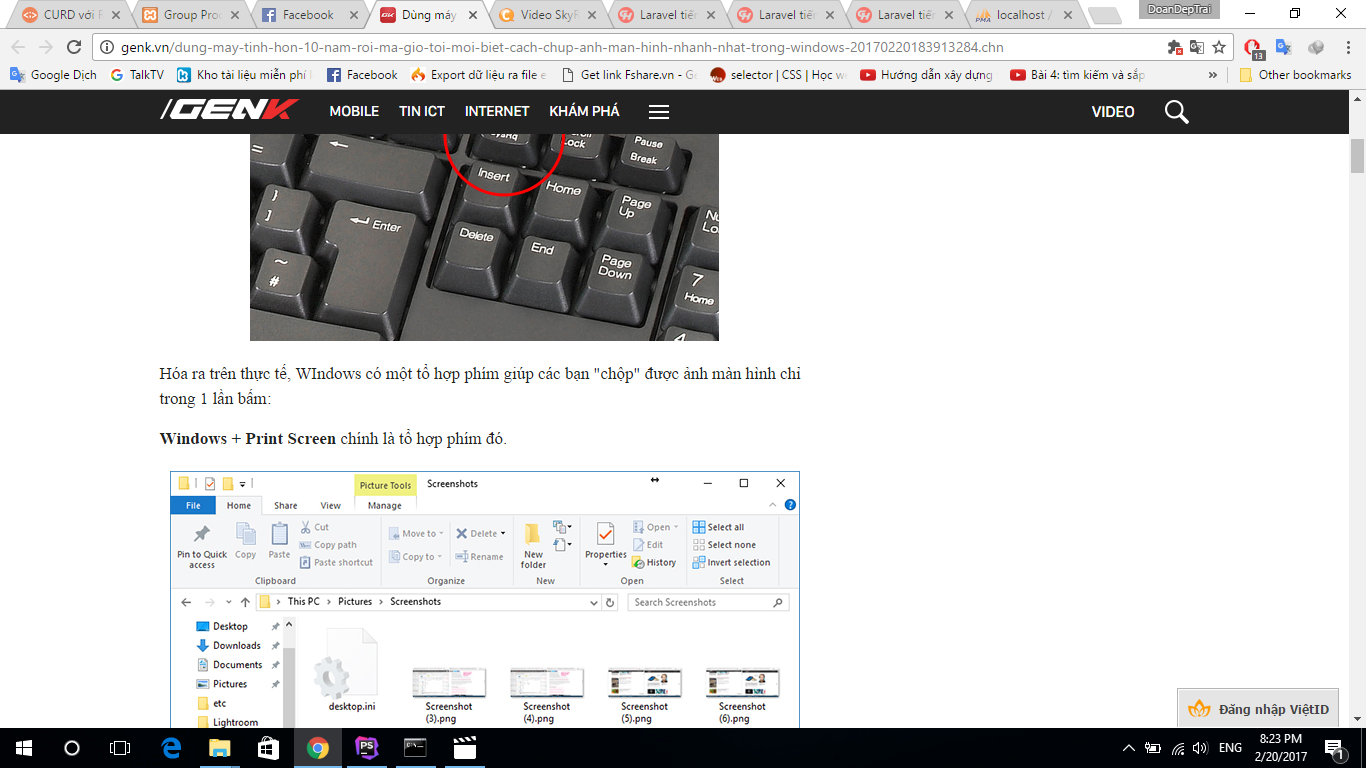 CURD với F
Group Proc
Facebook
Dùng máy
Video SkyF
Laravel tiến
Laravel tiến
Laravel tiến
localhost /
DoanDepTrai
genk.vn/dung-may-tinh-hon-10-nam-roi-ma-gio-toi-moi-biet-cach-chup-anh-man-hinh-nhanh-nhat-trong-windows-20170220183913284.chn
13
Google Dịch
TalkTV
Kho tài liệu miễn phí
Facebook
Export dữ liệu ra file e
Get link Fshare.vn - Ge
selector | CSS | Học we
Hướng dẫn xây dựng
Bài 4: tìm kiếm và sắp
»
Other bookmarks
GENK
MOBILE
TIN ICT
INTERNET
KHÁM PHÁ
VIDEO
=
SysRq
Lock
Pause
Break
}
]
Enter
Insert
Home
Page
Up
~
#
Delete
End
Page
Down
7
Home
4
Hóa ra trên thực tế, WIndows có một tổ hợp phím giúp các bạn "chộp" được ảnh màn hình chỉ
trong 1 lần bấm:
Windows + Print Screen chính là tổ hợp phím đó.
Picture Tools
Screenshots
File
Home
Share
View
Manage
Pin to Quick
access
Copy
Paste
Cut
Copy path
Paste shortcut
Clipboard
Move to
Copy to
Delete
Rename
Organize
New
folder
New
Properties
Open
Edit
History
Open
Select all
Select none
Invert selection
Select
This PC > Pictures > Screenshots
Search Screenshots
Desktop
Downloads
Documents
Pictures
etc
Lightroom
desktop.ini
Screenshot
(3).png
Screenshot
(4).png
Screenshot
(5).png
Screenshot
(6).png
Đăng nhập ViệtID
PS
C:\_
ENG
8:23 PM
2/20/2017
1